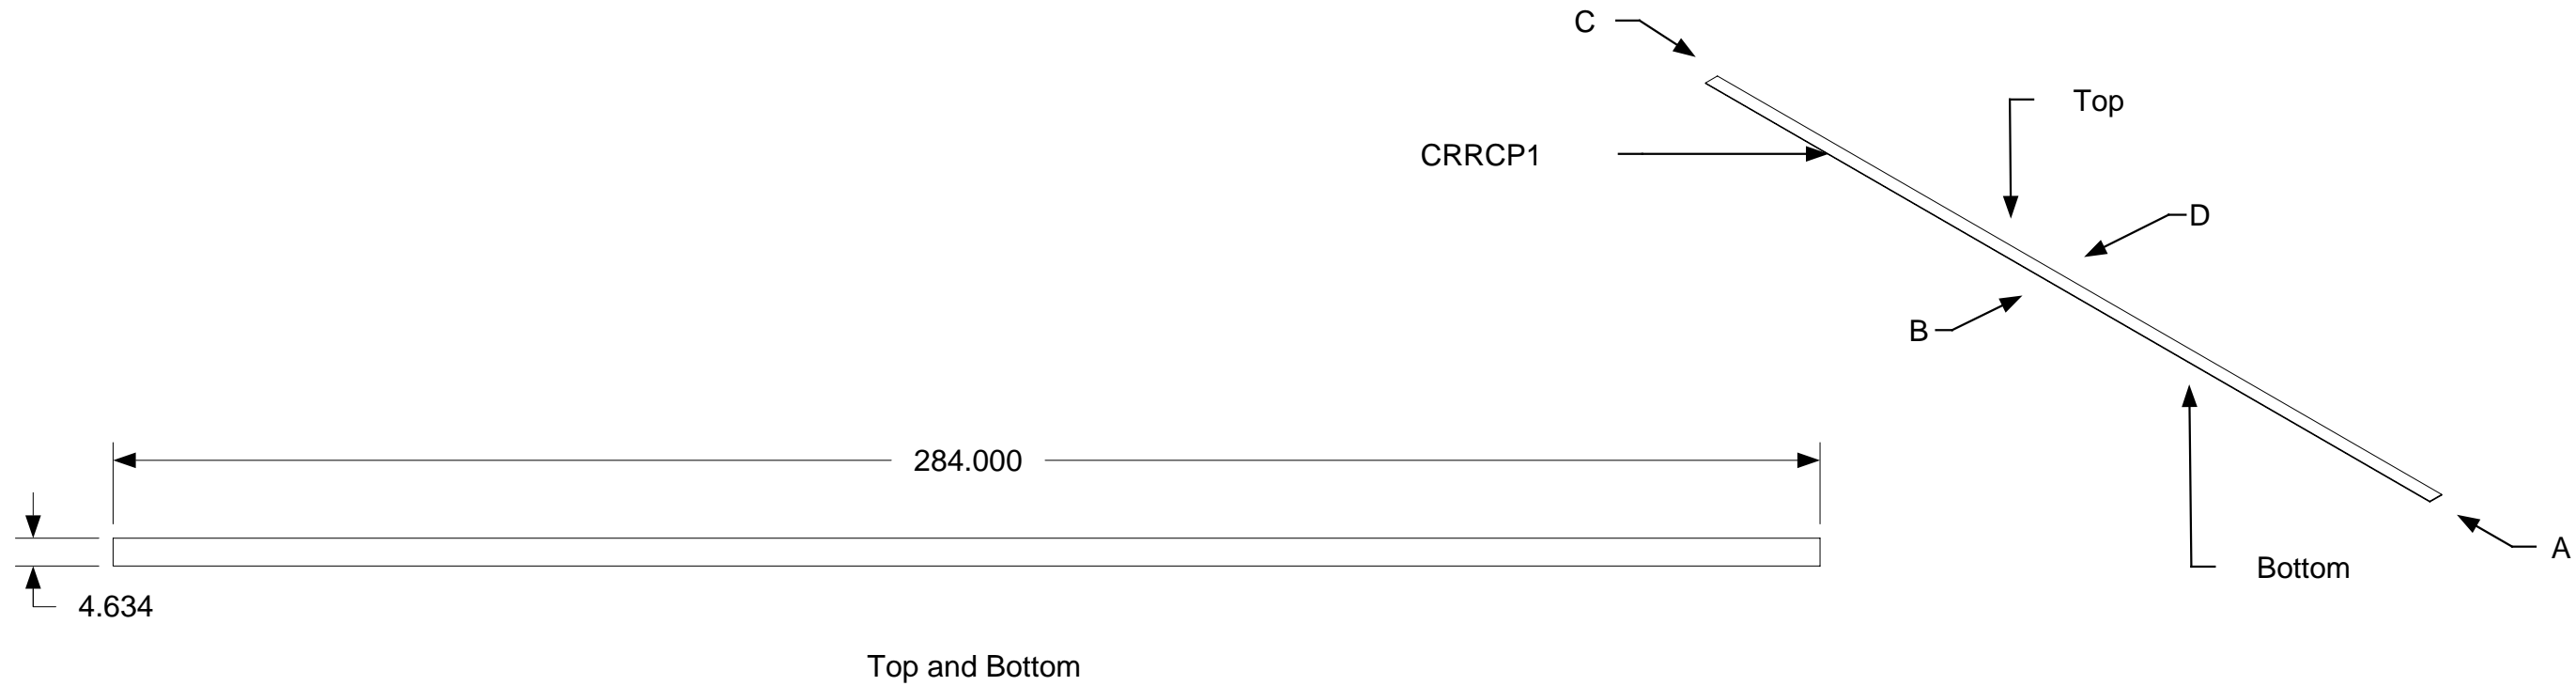 C
Top
CRRCP1
D
B
284.000
A
Bottom
4.634
Top and Bottom